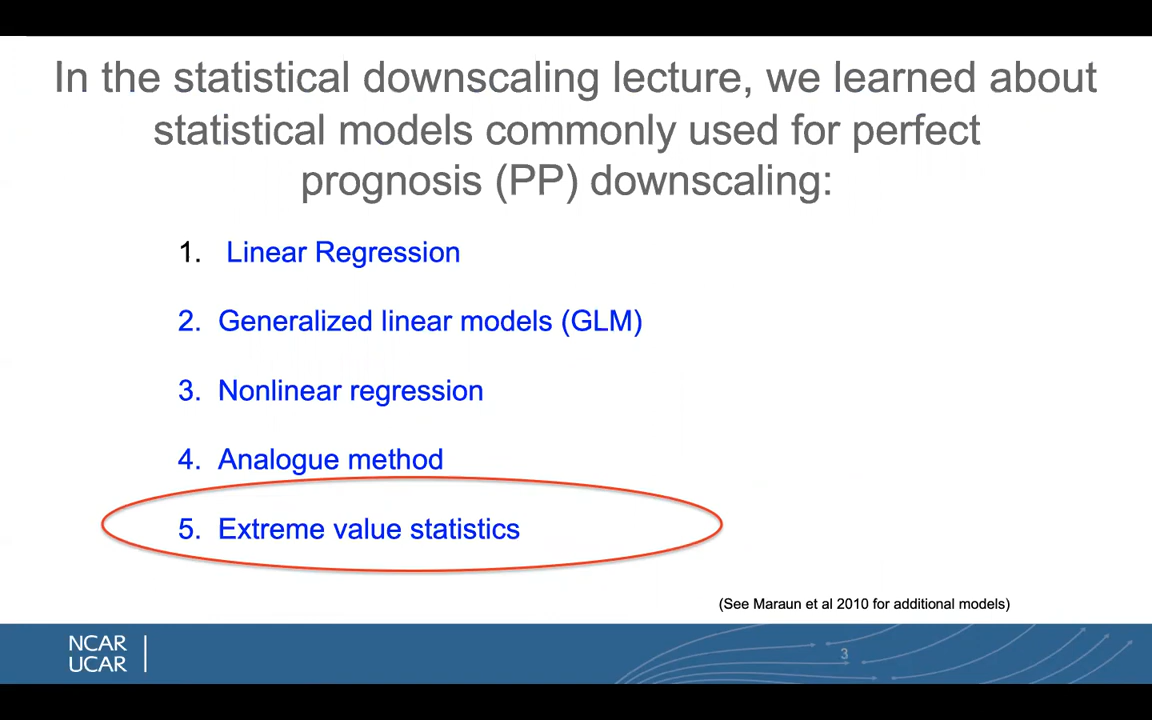 In the statistical downscaling lecture, we learned about
statistical models commonly used for perfect
prognosis (PP) downscaling:
1. Linear Regression
2. Generalized linear models (GLM)
3. Nonlinear regression
4. Analogue method
5. Extreme value statistics
(See Maraun et al 2010 for additional models)
NCAR
UCAR
3